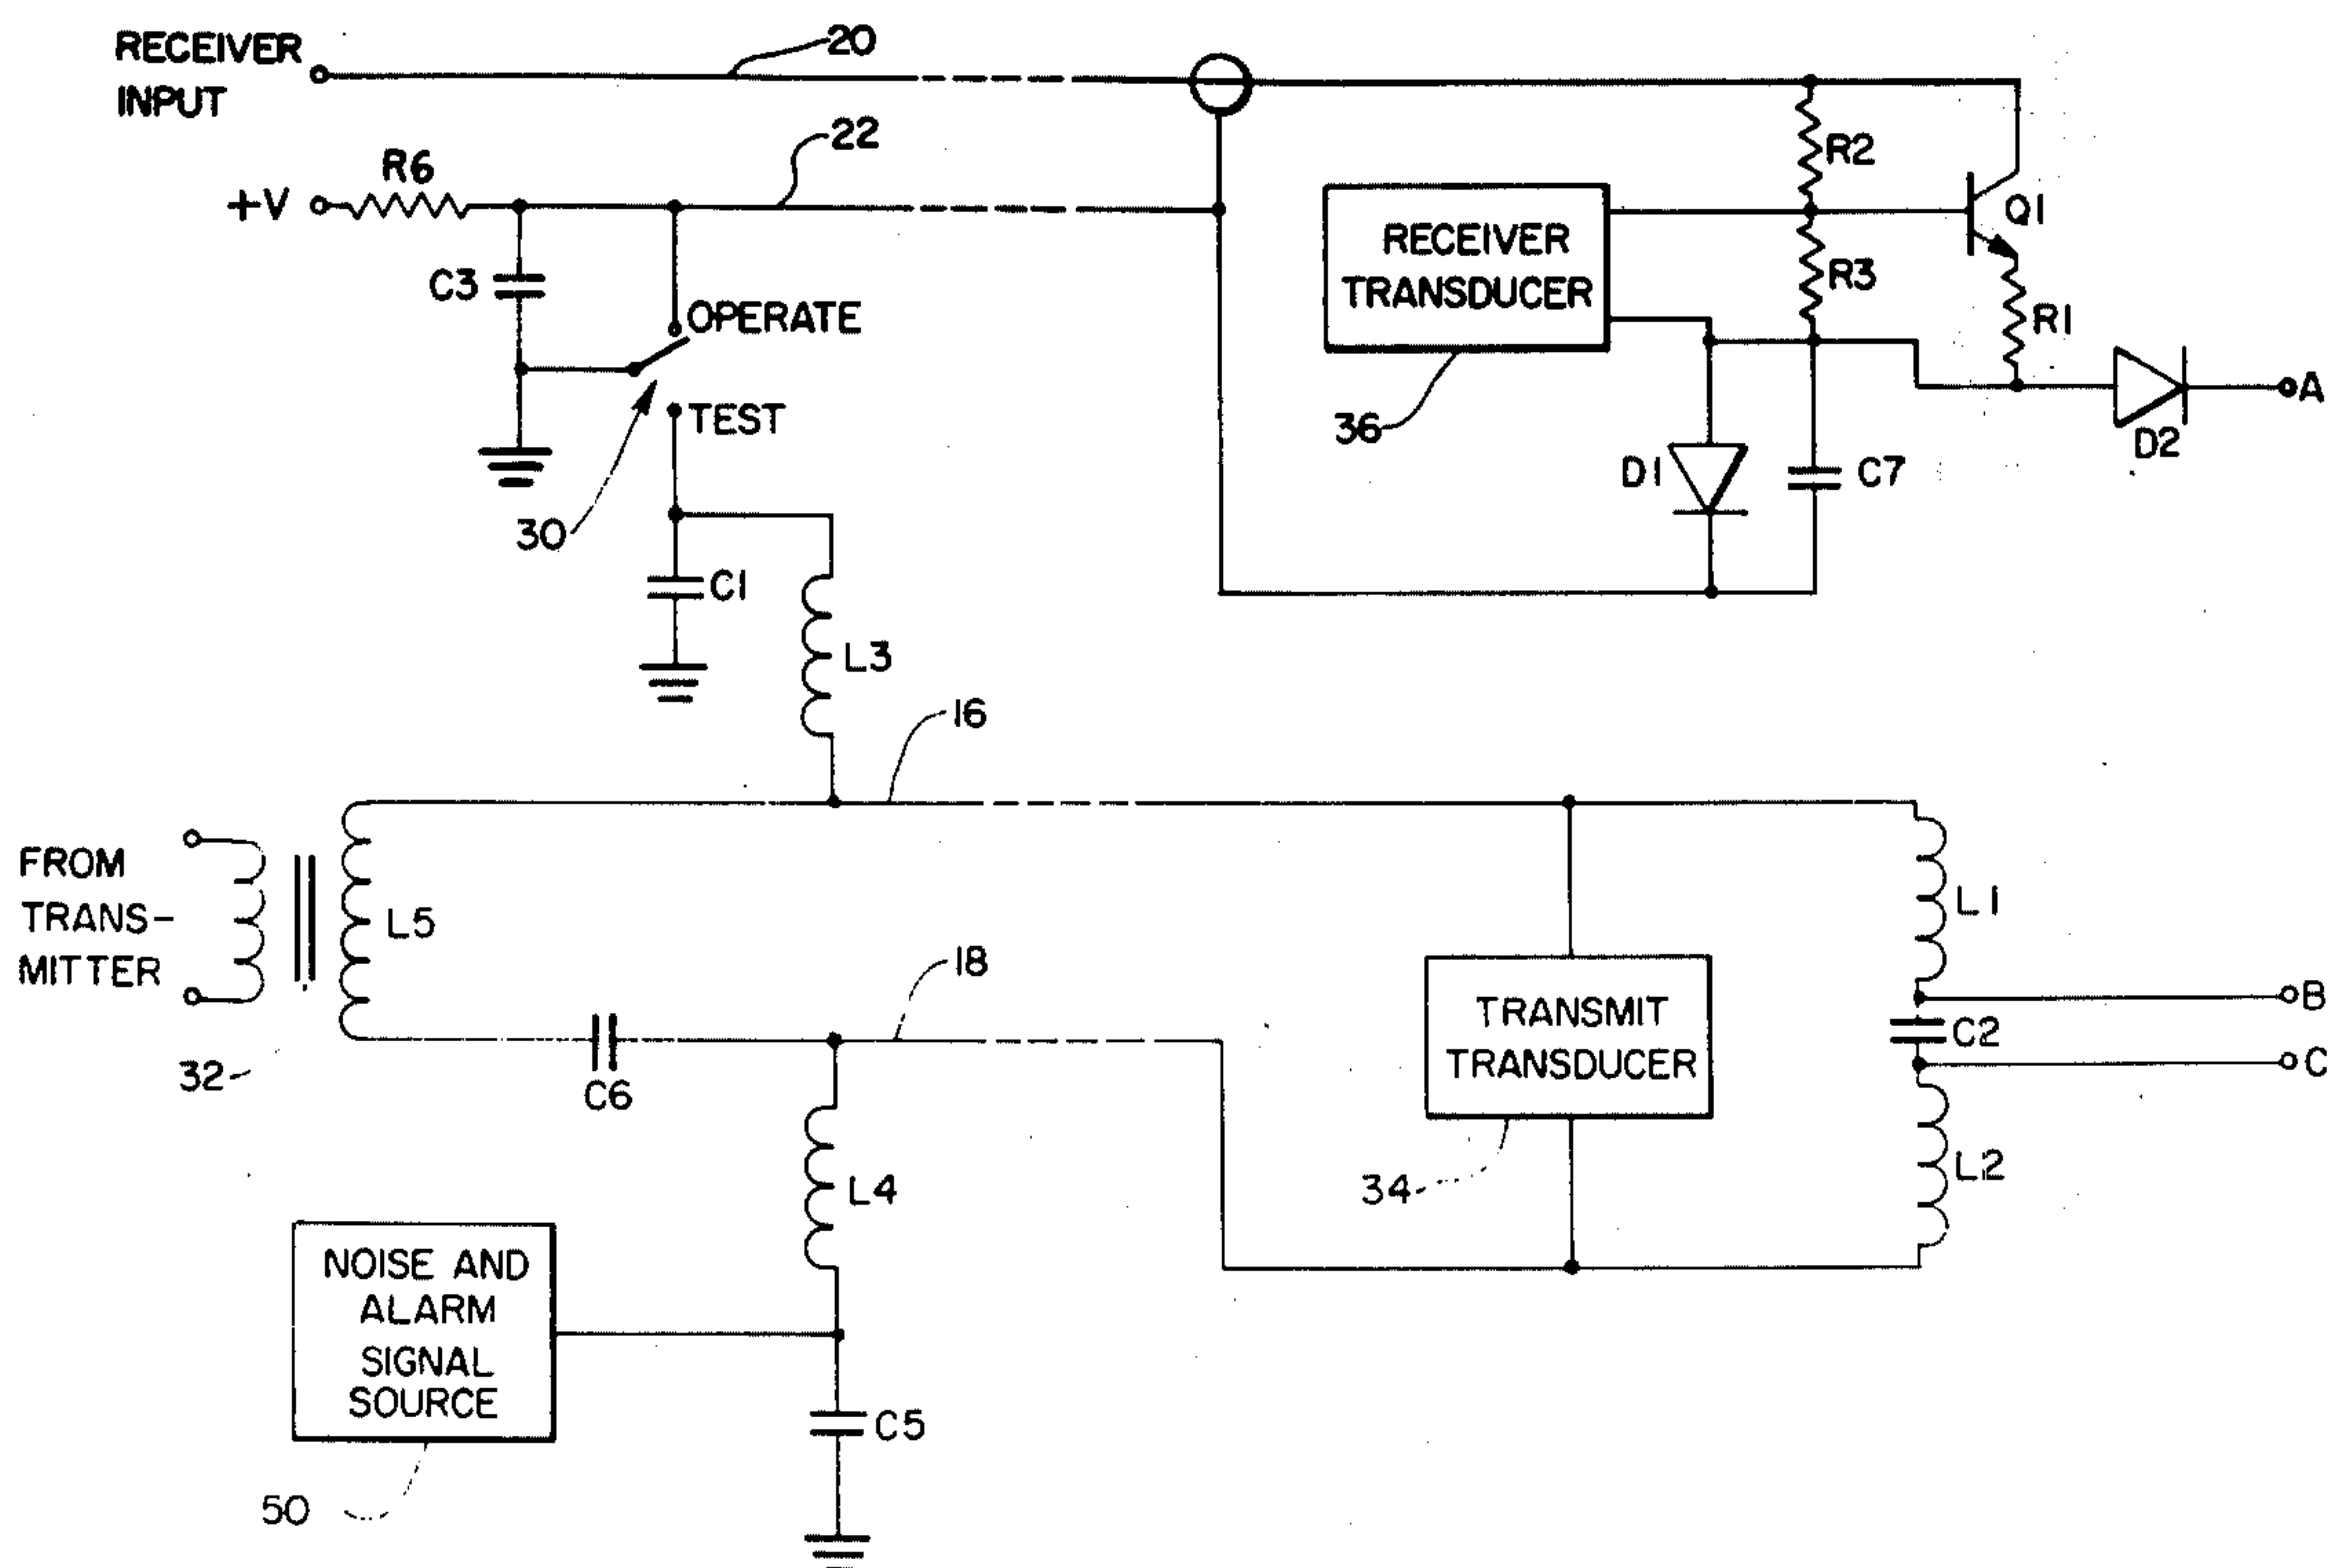 RECEIVER
INPUT
20
22
R6
+V
C3
OPERATE
TEST
30
C1
L3
R2
Q1
RECEIVER
TRANSDUCER
R3
R1
36
A
D2
D1
C7
16
FROM
TRANS-
MITTER
L5
32
C6
18
L1
TRANSMIT
TRANSDUCER
B
C2
C
34
L2
L4
NOISE AND
ALARM
SIGNAL
SOURCE
C5
50